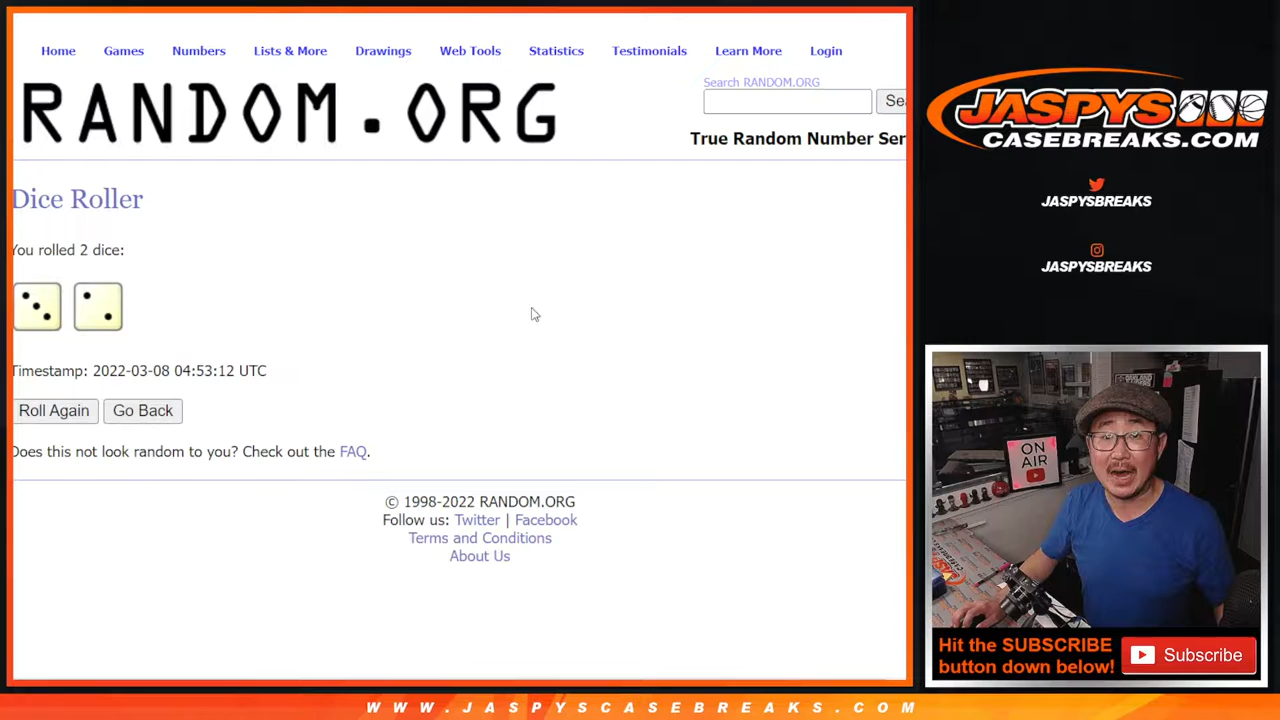 Home Games Numbers Lists & More Drawings Web Tools Statistics Testimonials Learn More Login
Search RANDOM.ORG
RANDOM.ORG
Sea
True Random Number Ser
Dice Roller
You rolled 2 dice:
Timestamp: 2022-03-08 04:53:12 UTC
Roll Again Go Back
Does this not look random to you? Check out the FAQ.
© 1998-2022 RANDOM.ORG
Follow us: Twitter | Facebook
Terms and Conditions
About Us
JASPYS
CASEBREAKS.COM
JASPYSBREAKS
JASPYSBREAKS
ON
AIR
Hit the SUBSCRIBE
button down below!
Subscribe
WWW.JASPYSCASEBREAKS.COM